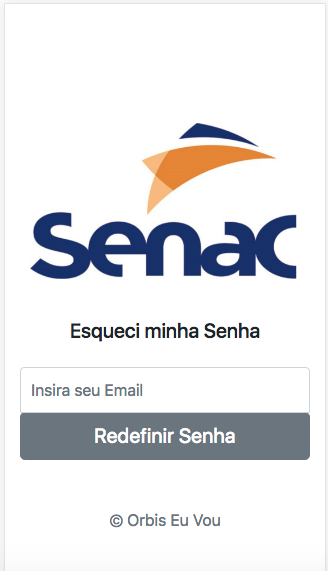 Senac
Esqueci minha Senha
Insira seu Email
Redefinir Senha
© Orbis Eu Vou